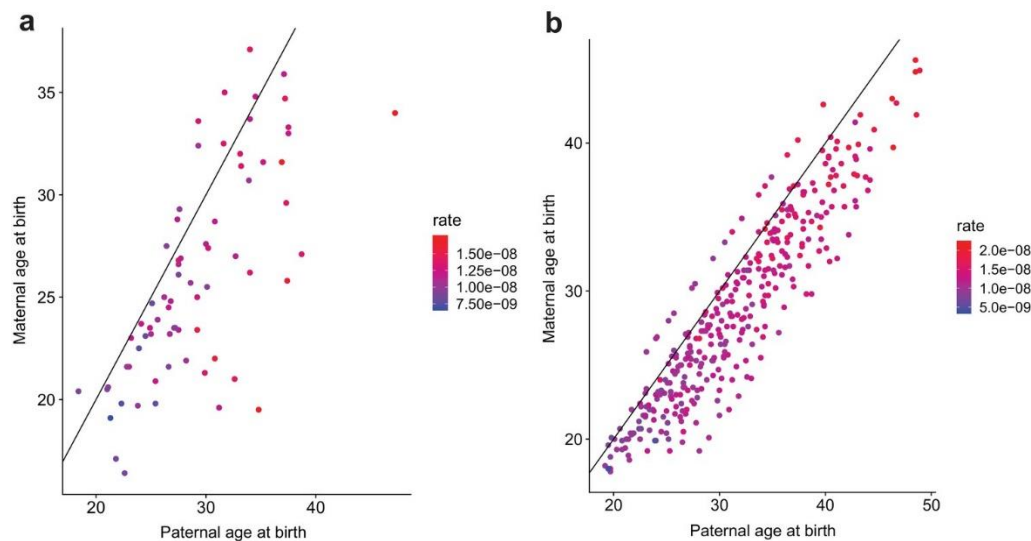 a
b
35
30
25
20
Maternal age at birth
20
30
40
Paternal age at birth
rate
1.50e−08
1.25e−08
1.00e−08
7.50e−09
40
30
20
Maternal age at birth
20
30
40
50
Paternal age at birth
rate
2.0e−08
1.5e−08
1.0e−08
5.0e−09